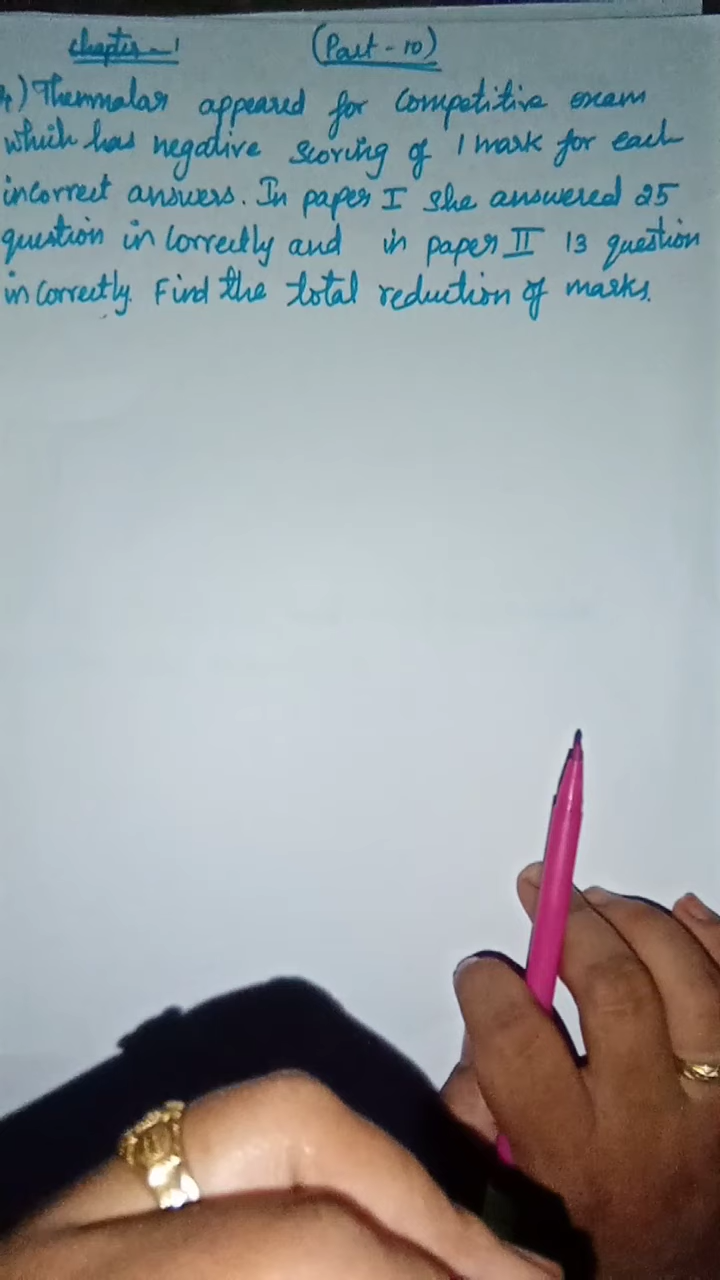 Chapter-1 (Part-10)
4) Thenmalar appeared for competitive exam
which has negative scoring of 1 mark for each
incorrect answers. In paper I she answered 25
question incorrectly and in paper II 13 question
incorrectly. Find the total reduction of marks.